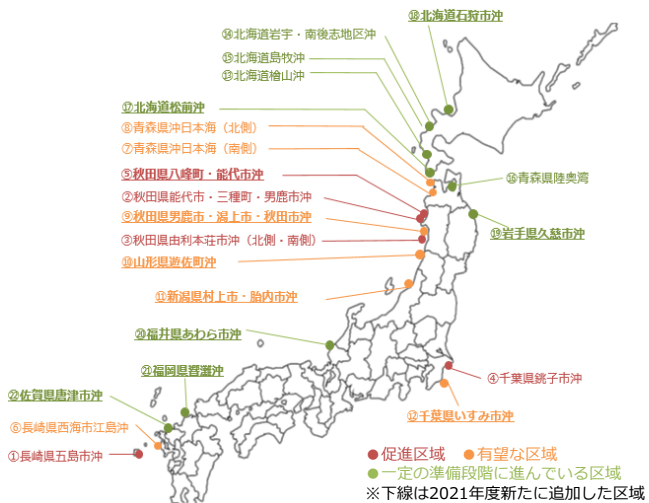 ⑱北海道石狩市沖
⑭北海道岩宇・南後志地区沖
⑮北海道島牧沖
⑬北海道檜山沖
⑰北海道松前沖
⑧青森県沖日本海（北側）
⑦青森県沖日本海（南側）
⑤秋田県八峰町・能代市沖
⑯青森県陸奥湾
②秋田県能代市・三種町・男鹿市沖
⑨秋田県男鹿市・潟上市・秋田市沖
⑲岩手県久慈市沖
③秋田県由利本荘市沖（北側・南側）
⑩山形県遊佐町沖
⑪新潟県村上市・胎内市沖
⑳福井県あわら市沖
㉑福岡県響灘沖
④千葉県銚子市沖
㉒佐賀県唐津市沖
⑫千葉県いすみ市沖
⑥長崎県西海市江島沖
①長崎県五島市沖
促進区域
有望な区域
一定の準備段階に進んでいる区域
※下線は2021年度新たに追加した区域